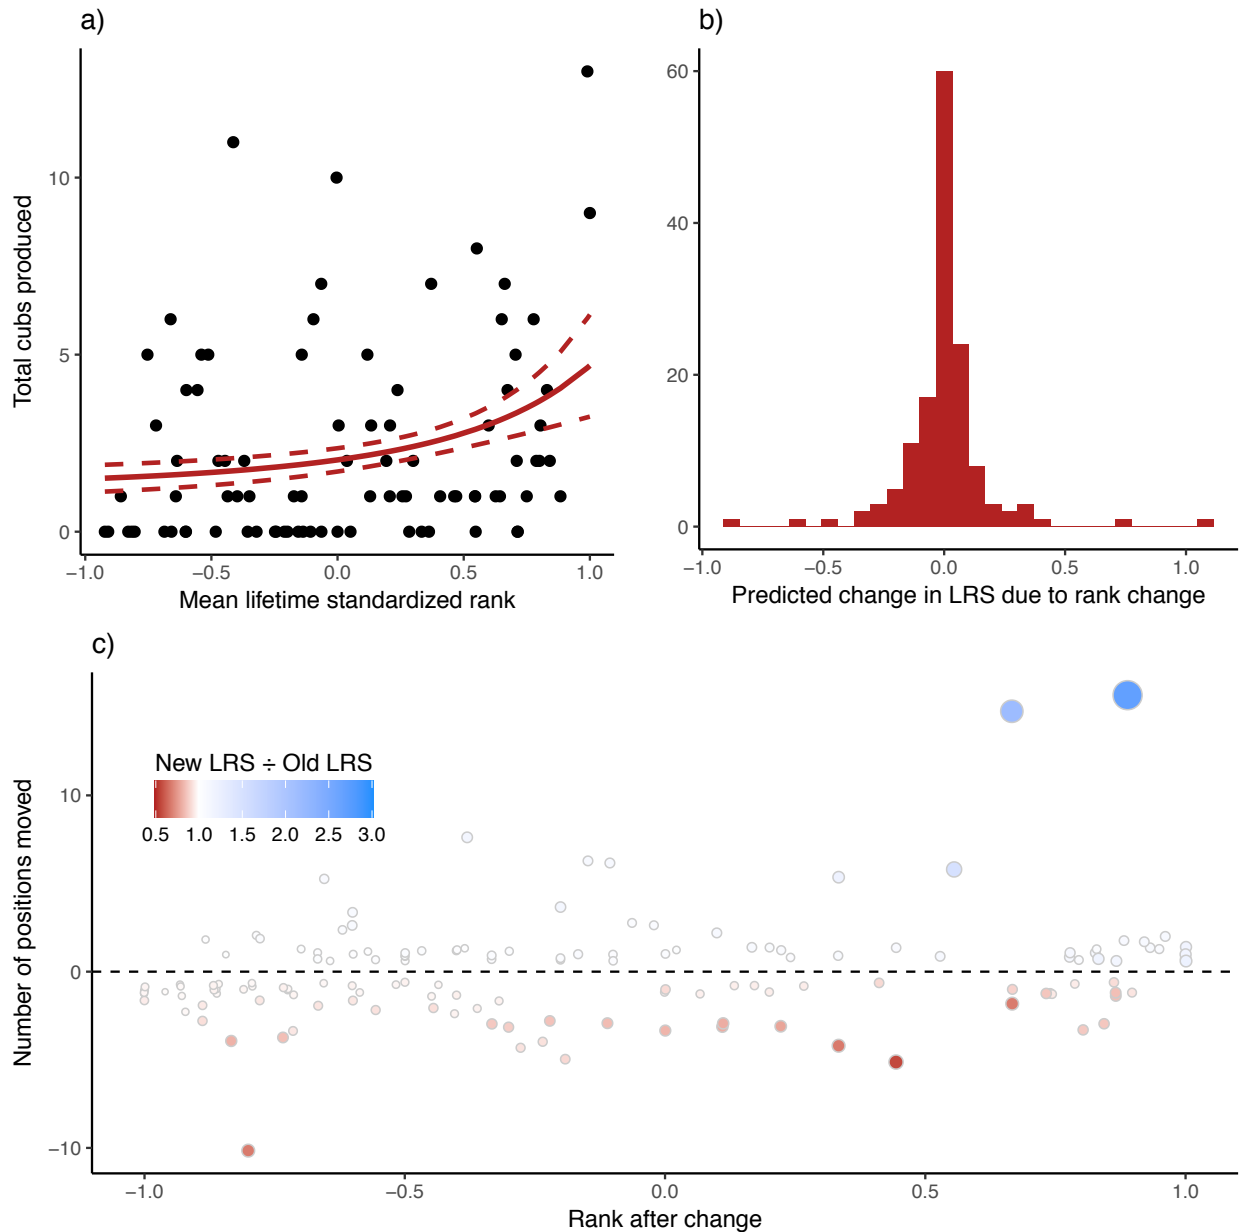 a)
Total cubs produced
10
5
0
−1.0 −0.5 0.0 0.5 1.0
Mean lifetime standardized rank
b)
60
40
20
0
−1.0 −0.5 0.0 0.5 1.0
Predicted change in LRS due to rank change
c)
Number of positions moved
10
0
−10
New LRS ÷ Old LRS
0.5 1.0 1.5 2.0 2.5 3.0
−1.0 −0.5 0.0 0.5 1.0
Rank after change